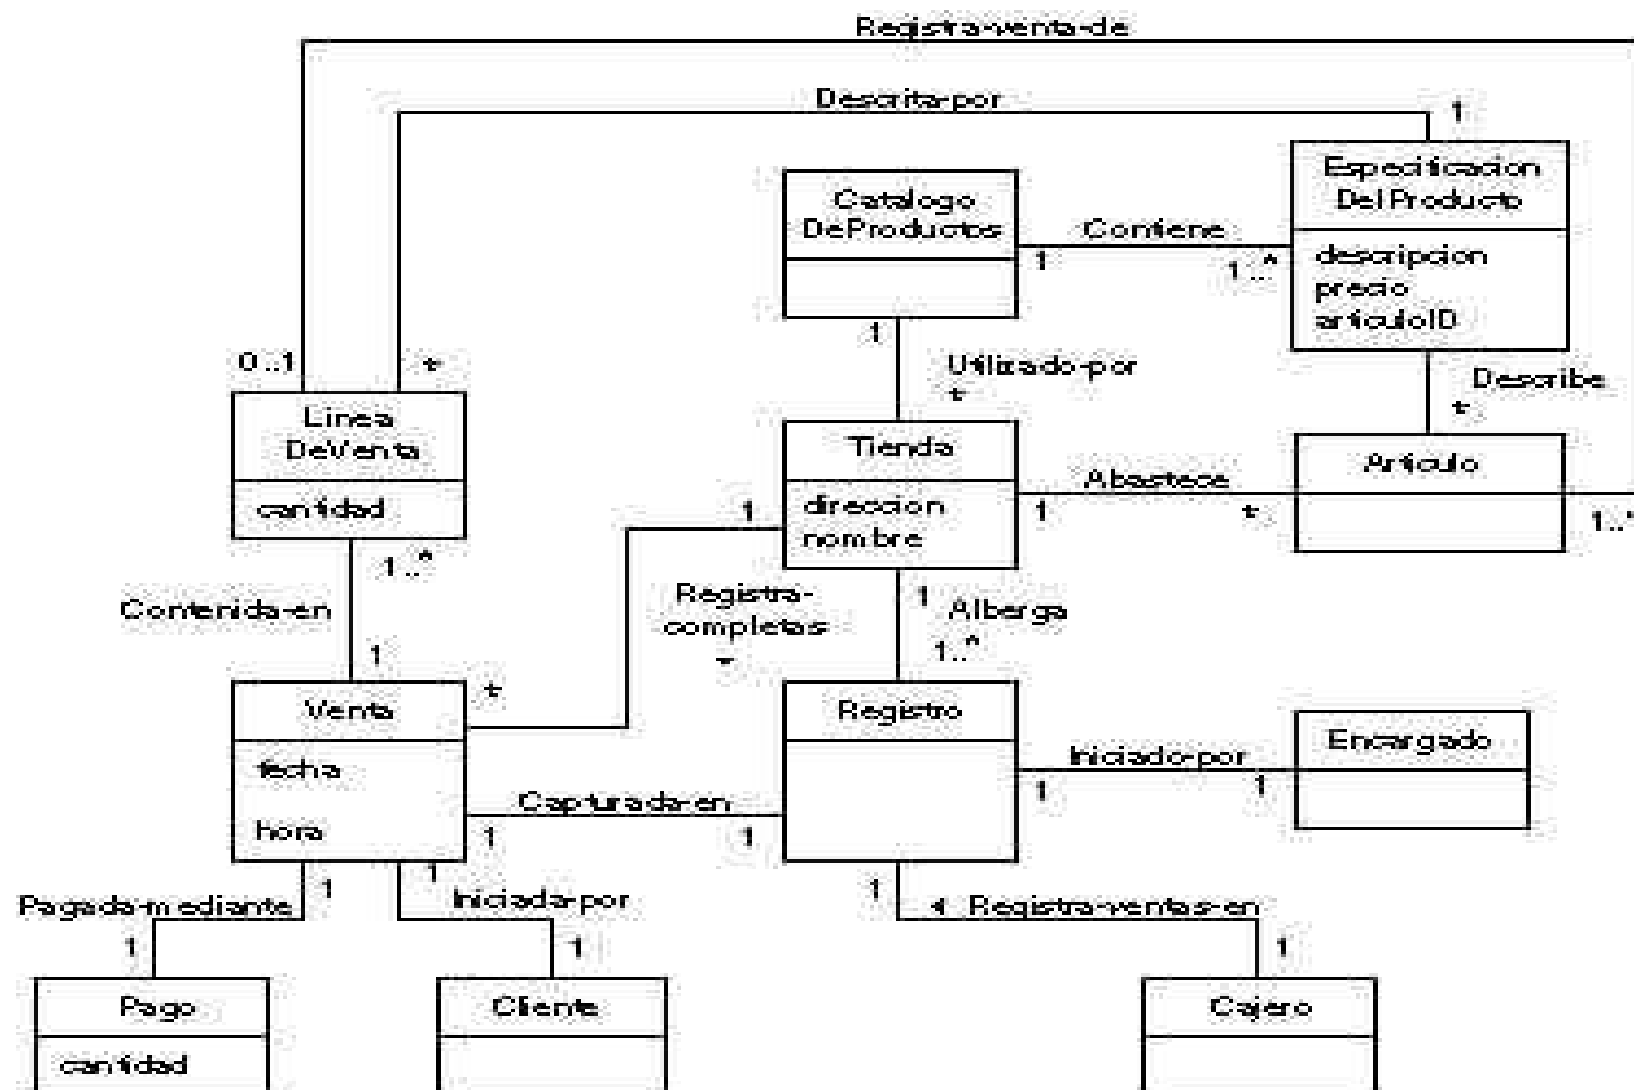 Registra-venta-de
Descrita-por
1
Especificacion
DelProducto
descripcion
precio
articuloID
Catalogo
DeProductos
Contiene
1
1..*
1
Utilizado-por
*
Describe
*
0..1
*
Linea
DeVenta
cantidad
1..*
Tienda
direccion
nombre
1
Abastece
1
*
Articulo
1..*
Contenida-en
1
Registra-
completas
1
Alberga
1..*
Venta
fecha
hora
*
Registro
Encargado
Iniciado-por
1
1
Capturada-en
1
1
1
1
1
Pagada-mediante
Iniciada-por
Registra-ventas-en
1
1
1
Pago
cantidad
Cliente
Cajero